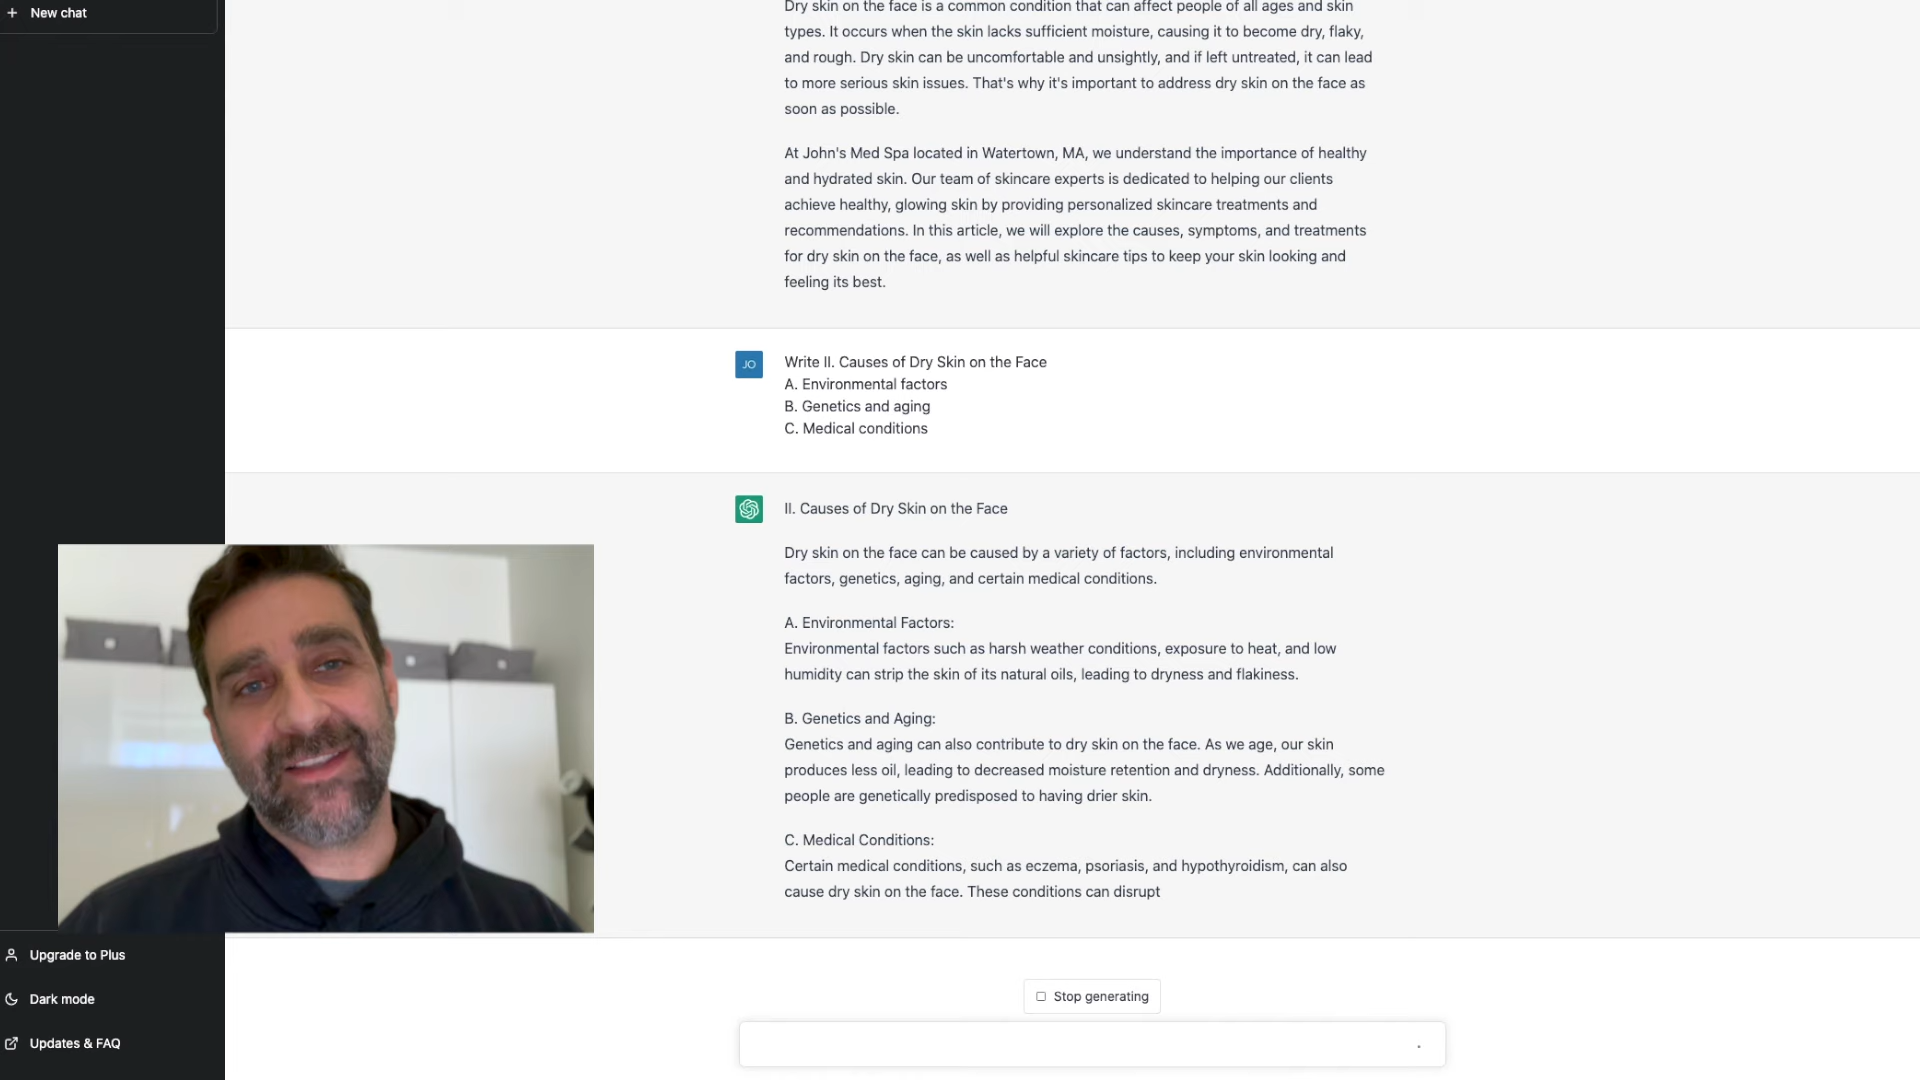 New chat
Dry skin on the face is a common condition that can affect people of all ages and skin
types. It occurs when the skin lacks sufficient moisture, causing it to become dry, flaky,
and rough. Dry skin can be uncomfortable and unsightly, and if left untreated, it can lead
to more serious skin issues. That's why it's important to address dry skin on the face as
soon as possible.
At John's Med Spa located in Watertown, MA, we understand the importance of healthy
and hydrated skin. Our team of skincare experts is dedicated to helping our clients
achieve healthy, glowing skin by providing personalized skincare treatments and
recommendations. In this article, we will explore the causes, symptoms, and treatments
for dry skin on the face, as well as helpful skincare tips to keep your skin looking and
feeling its best.
JO
Write II. Causes of Dry Skin on the Face
A. Environmental factors
B. Genetics and aging
C. Medical conditions
II. Causes of Dry Skin on the Face
Dry skin on the face can be caused by a variety of factors, including environmental
factors, genetics, aging, and certain medical conditions.
A. Environmental Factors:
Environmental factors such as harsh weather conditions, exposure to heat, and low
humidity can strip the skin of its natural oils, leading to dryness and flakiness.
B. Genetics and Aging:
Genetics and aging can also contribute to dry skin on the face. As we age, our skin
produces less oil, leading to decreased moisture retention and dryness. Additionally, some
people are genetically predisposed to having drier skin.
C. Medical Conditions:
Certain medical conditions, such as eczema, psoriasis, and hypothyroidism, can also
cause dry skin on the face. These conditions can disrupt
Upgrade to Plus
Dark mode
Updates & FAQ
Stop generating